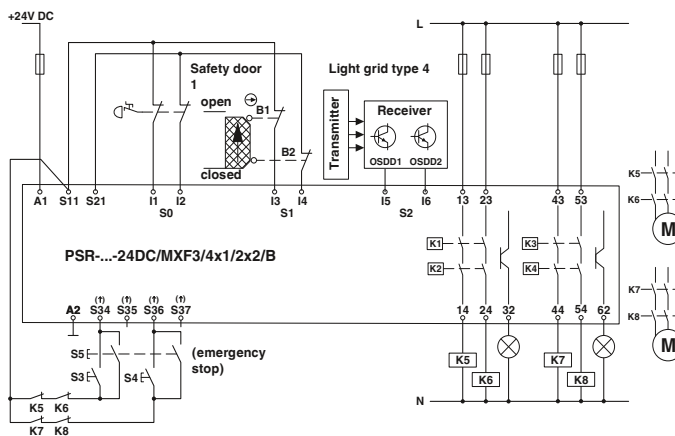 +24V DC
L
Safety door
1
Light grid type 4
open
B1
closed
B2
Transmitter
Receiver
OSDD1 OSDD2
K5
K6
M
A1 S11 S21 I1 I2 I3 I4 I5 I6 13 23 43 53
S0 S1 S2
PSR-...-24DC/MXF3/4x1/2x2/B
K1 K3
K2 K4
K7
K8
M
(↑) (↑) (↑) (↑)
A2 S34 S35 S36 S37 14 24 32 44 54 62
S5
(emergency
stop)
S3 S4
K5 K7
K6 K8
K5 K6
K7 K8
N